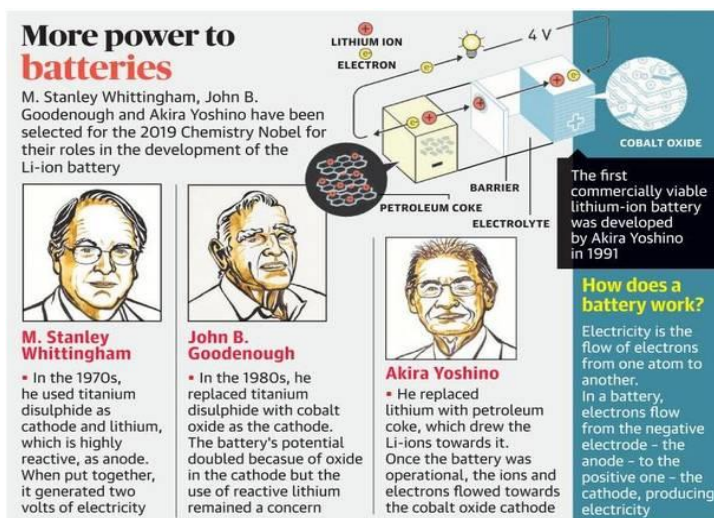 More power to
batteries
M. Stanley Whittingham, John B.
Goodenough and Akira Yoshino have been
selected for the 2019 Chemistry Nobel for
their roles in the development of the
Li-ion battery
LITHIUM ION
e
ELECTRON
e
4 V
e
e
COBALT OXIDE
BARRIER
PETROLEUM COKE
ELECTROLYTE
The first
commercially viable
lithium-ion battery
was developed
by Akira Yoshino
in 1991
M. Stanley
Whittingham
▪ In the 1970s,
he used titanium
disulphide as
cathode and lithium,
which is highly
reactive, as anode.
When put together,
it generated two
volts of electricity
John B.
Goodenough
▪ In the 1980s, he
replaced titanium
disulphide with cobalt
oxide as the cathode.
The battery's potential
doubled becasue of oxide
in the cathode but the
use of reactive lithium
remained a concern
Akira Yoshino
▪ He replaced
lithium with petroleum
coke, which drew the
Li-ions towards it.
Once the battery was
operational, the ions and
electrons flowed towards
the cobalt oxide cathode
How does a
battery work?
Electricity is the
flow of electrons
from one atom to
another.
In a battery,
electrons flow
from the negative
electrode – the
anode – to the
positive one – the
cathode, producing
electricity